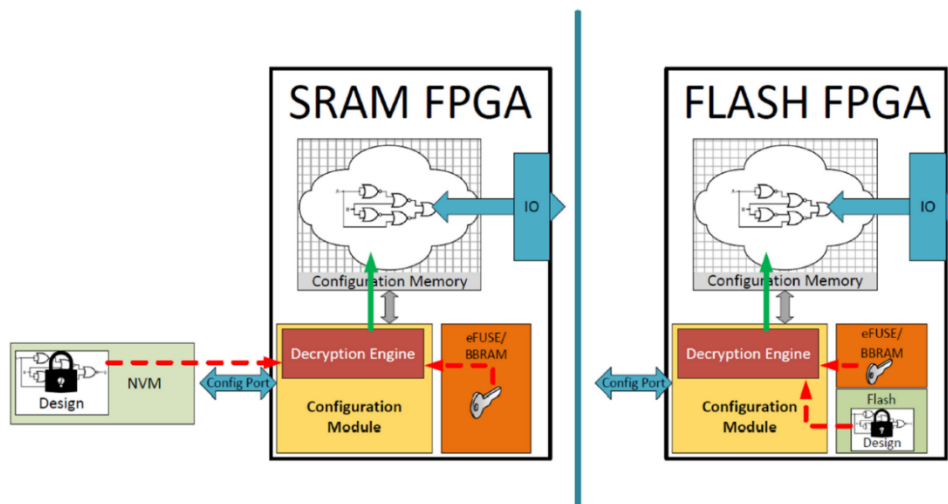 SRAM FPGA
IO
Configuration Memory
Decryption Engine
eFUSE/
BBRAM
NVM
Design
Config Port
Configuration
Module
FLASH FPGA
IO
Configuration Memory
Decryption Engine
eFUSE/
BBRAM
Config Port
Configuration
Module
Flash
Design